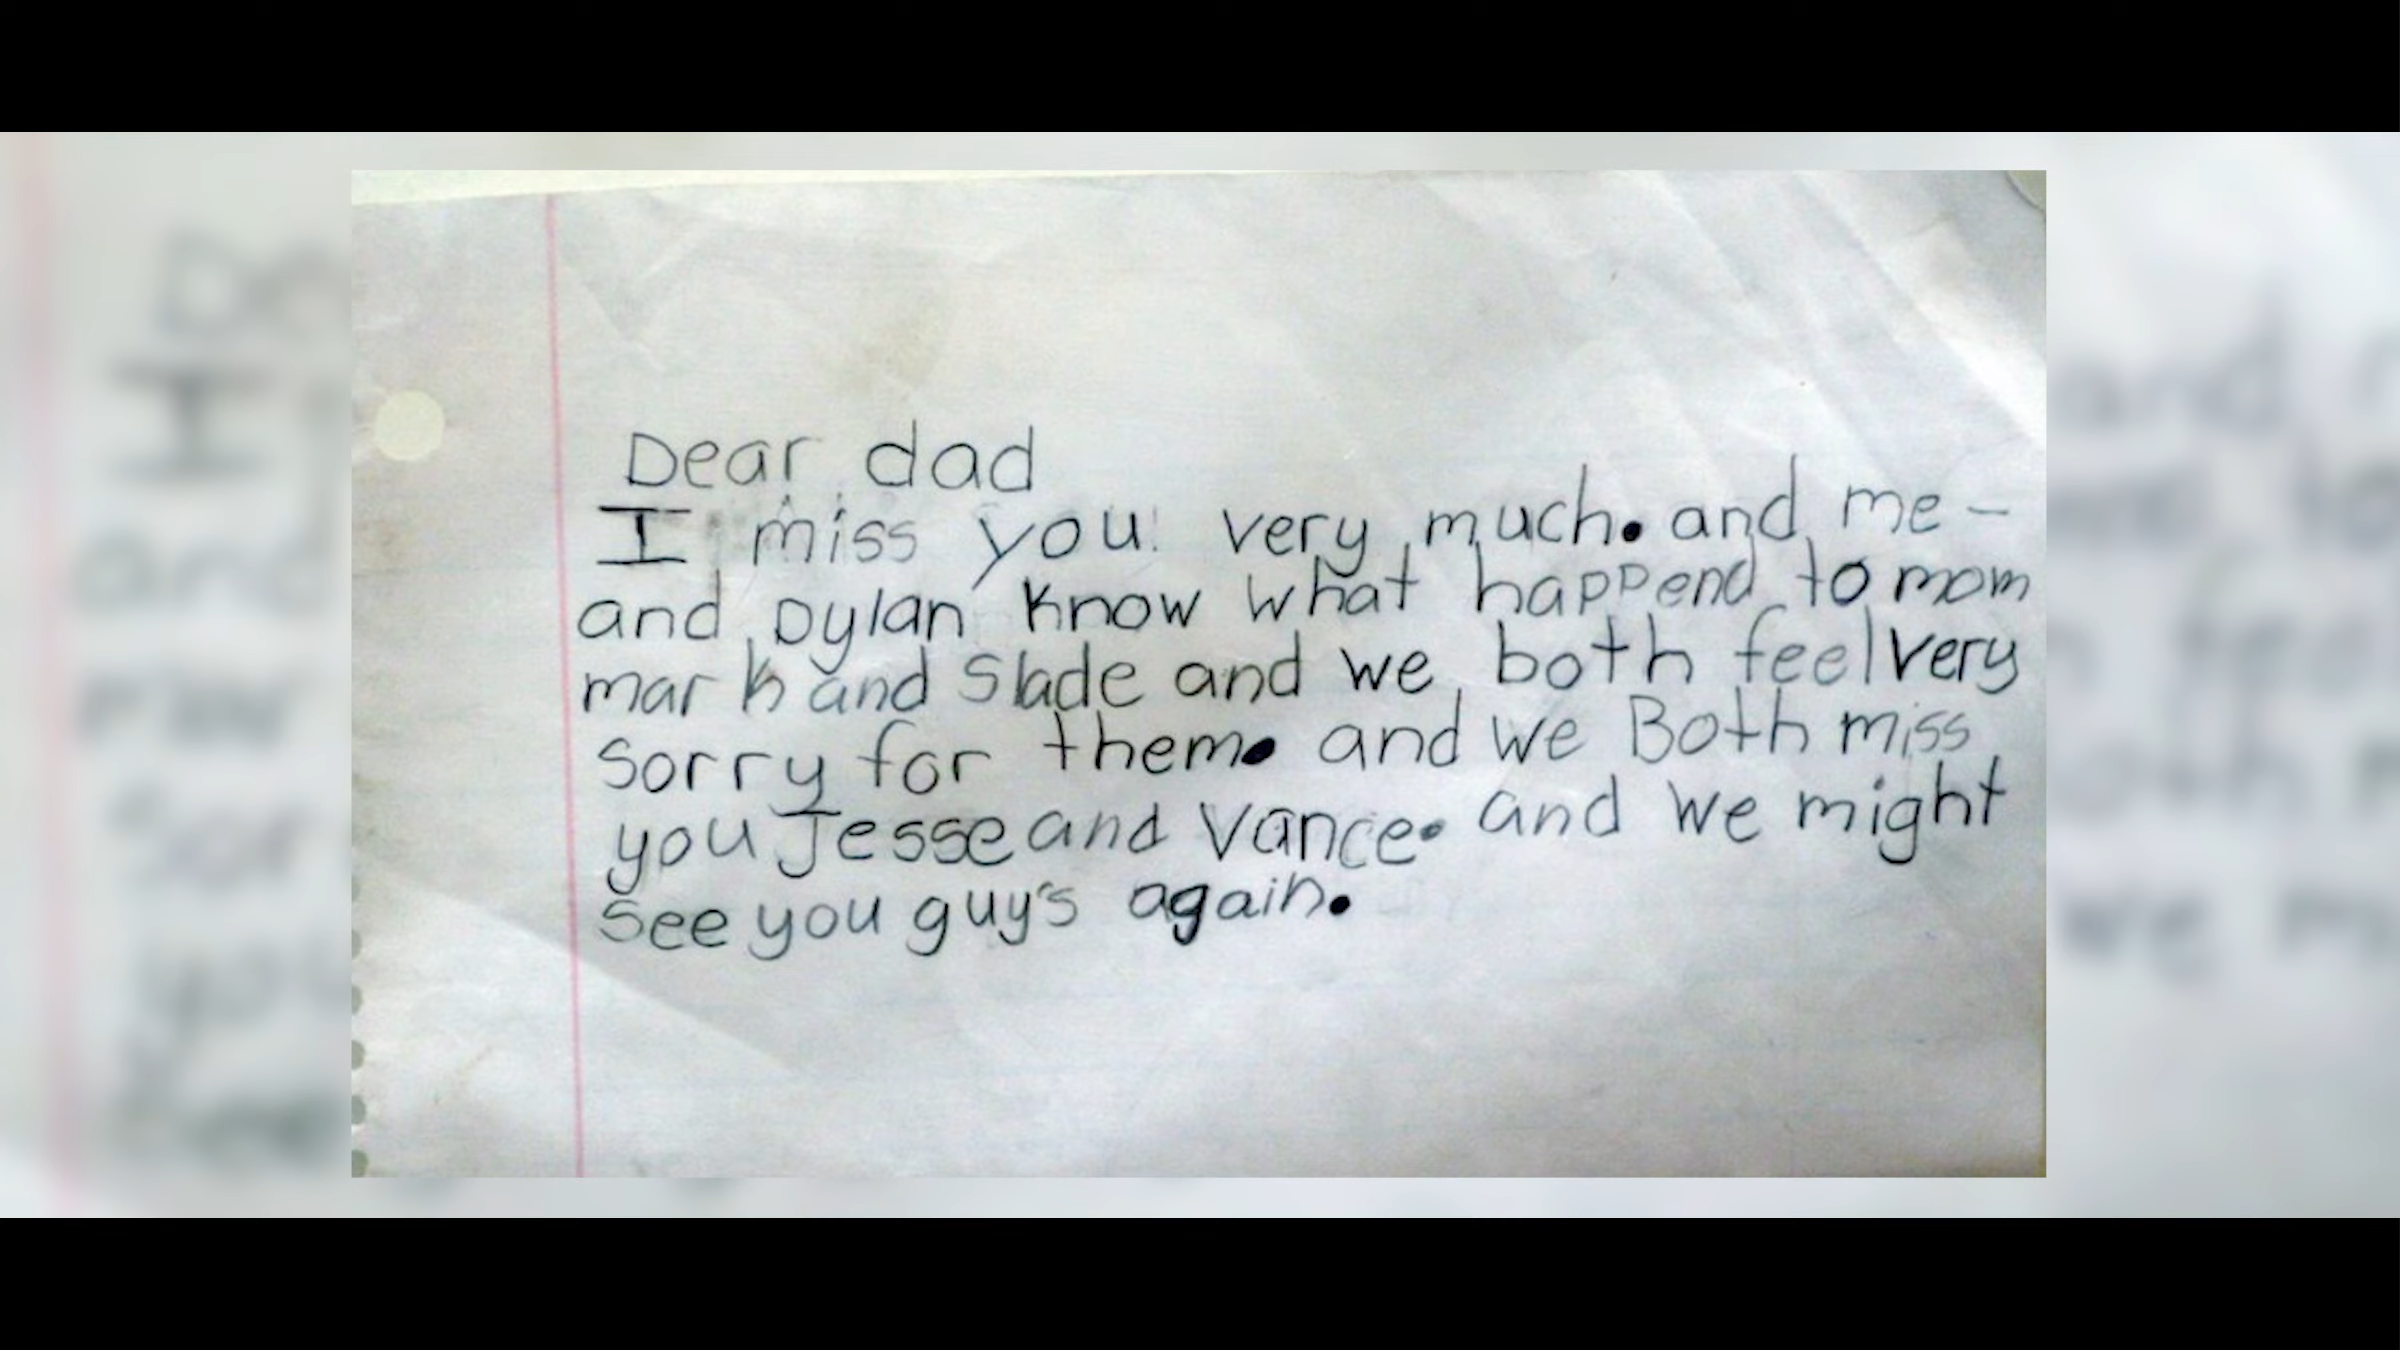 Dear dad
I miss you very much. and me -
and Dylan know what happend to mom
mark and Slade and we both feel very
sorry for them. and we Both miss
you Jesse and Vance. and we might
see you guy's again.